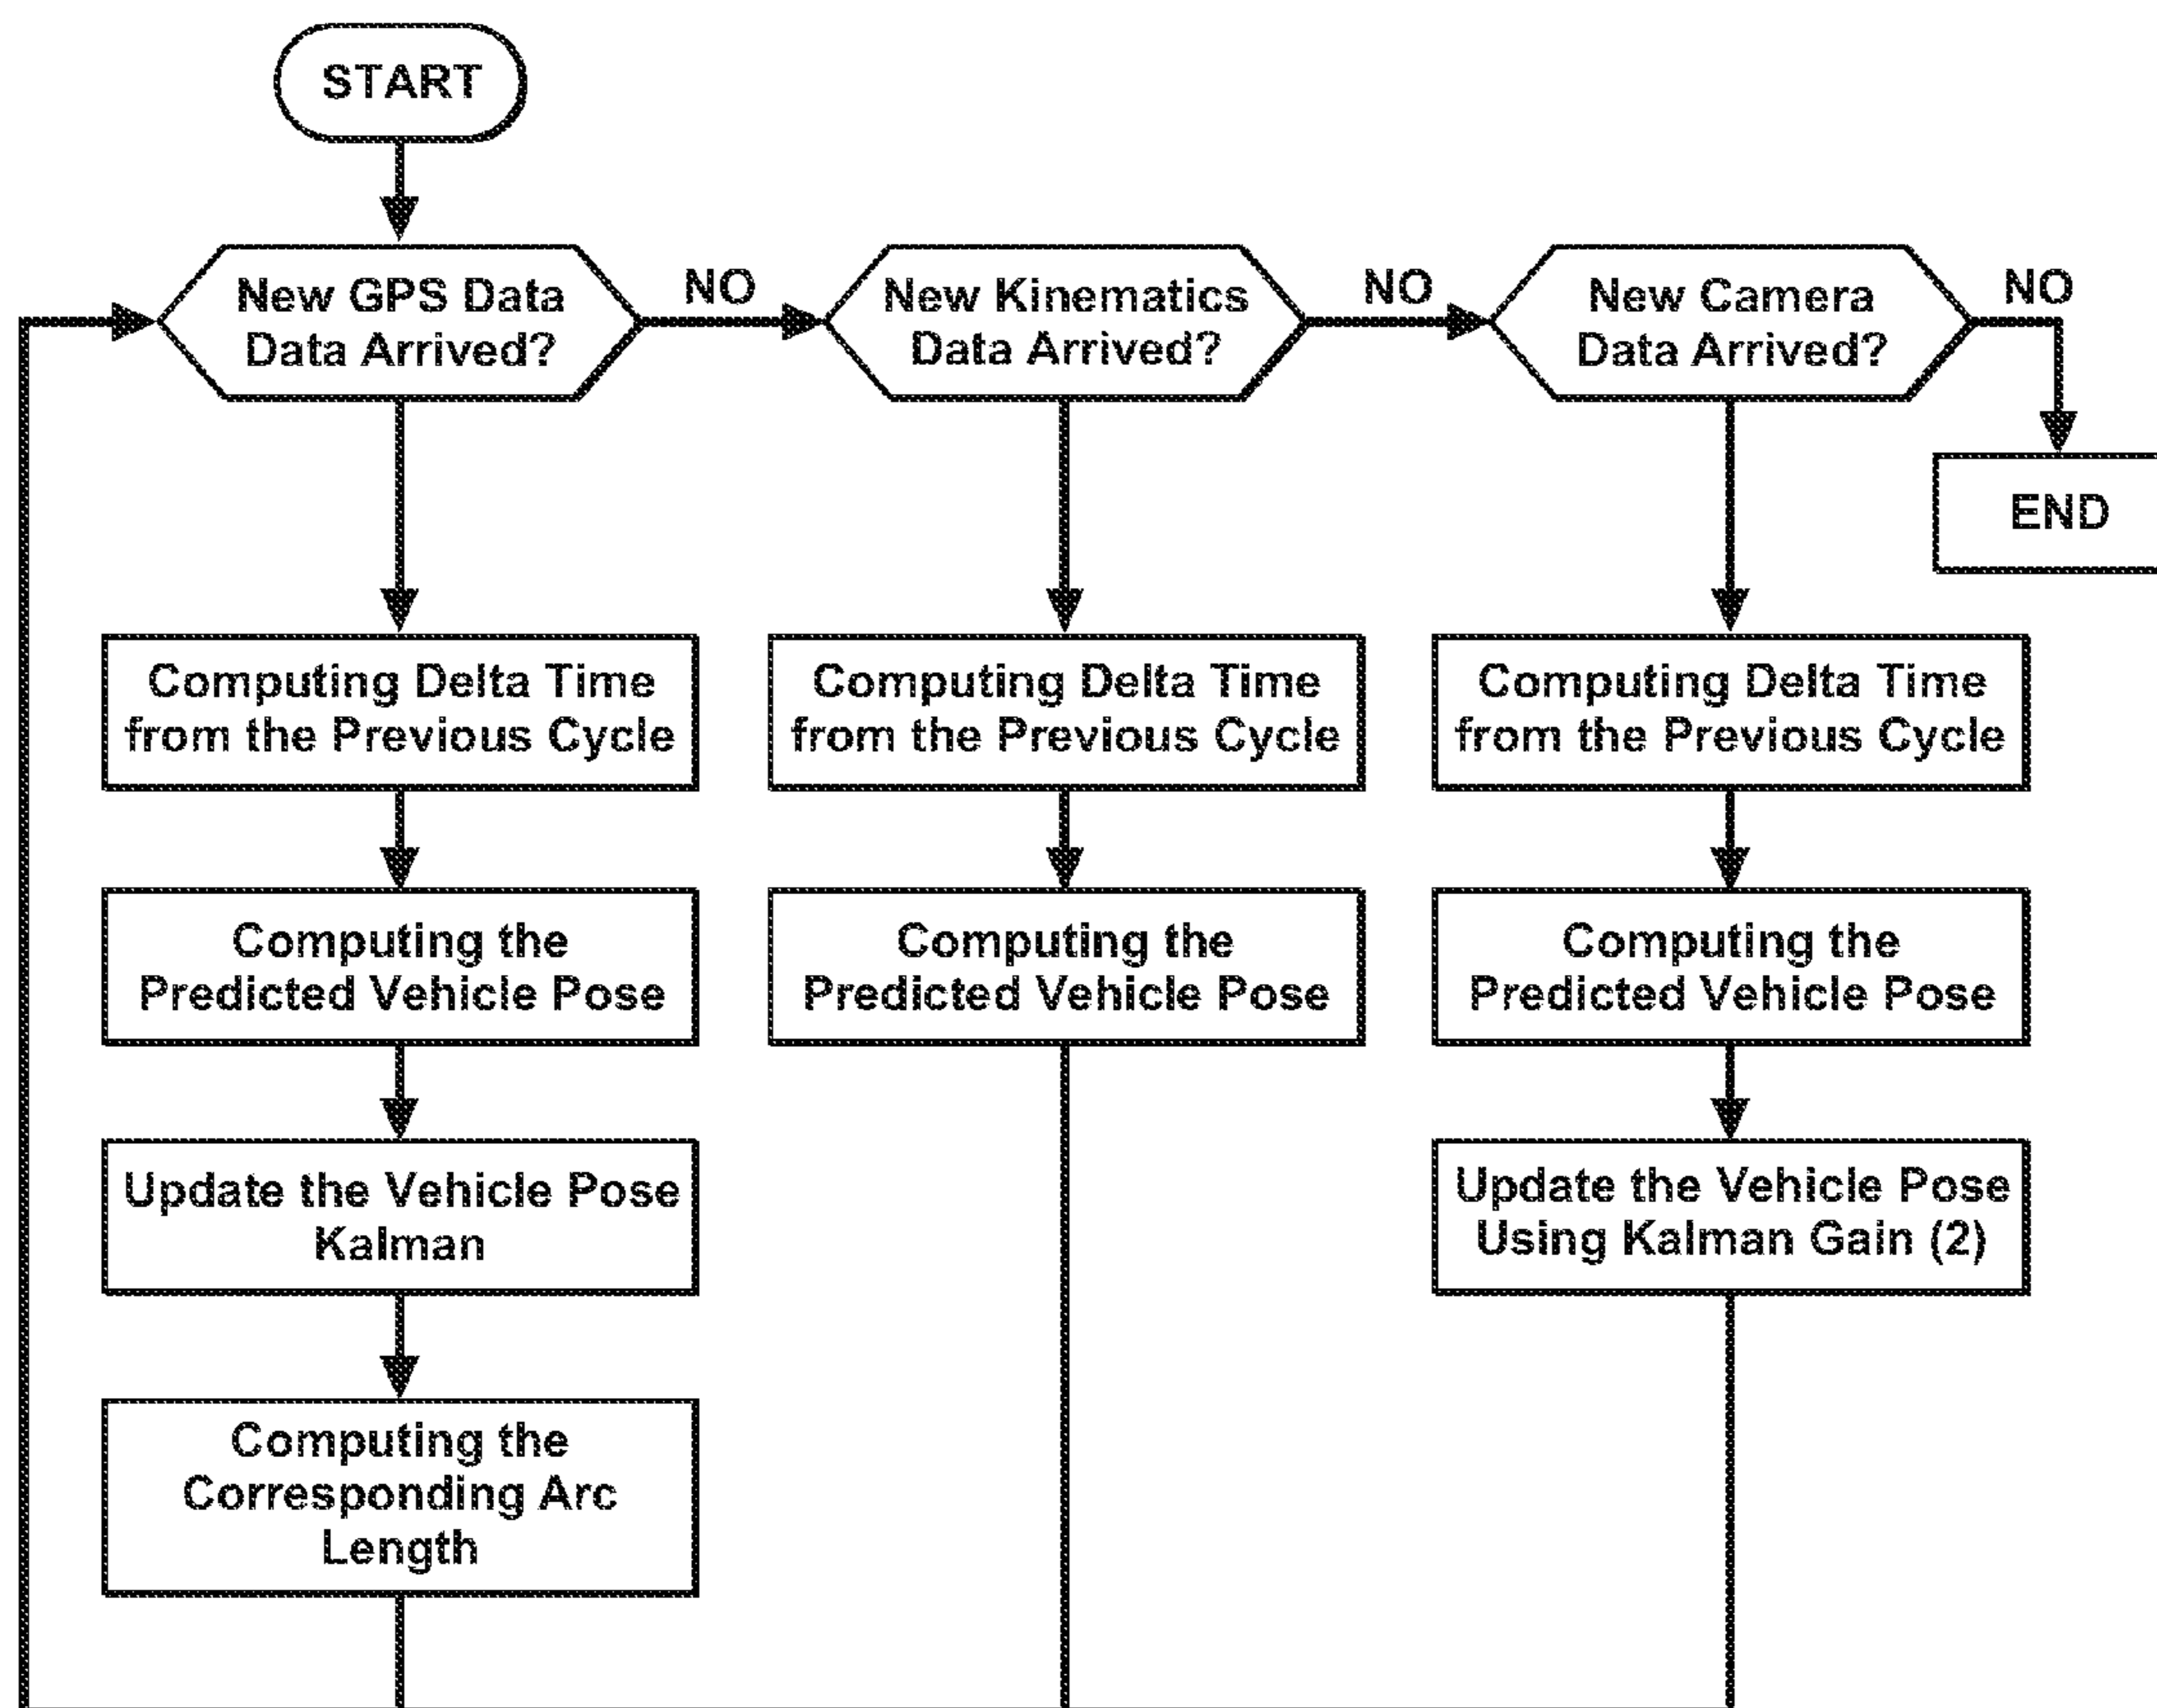 START
New GPS Data
Data Arrived?
NO
New Kinematics
Data Arrived?
NO
New Camera
Data Arrived?
NO
END
Computing Delta Time
from the Previous Cycle
Computing Delta Time
from the Previous Cycle
Computing Delta Time
from the Previous Cycle
Computing the
Predicted Vehicle Pose
Computing the
Predicted Vehicle Pose
Computing the
Predicted Vehicle Pose
Update the Vehicle Pose
Kalman
Update the Vehicle Pose
Using Kalman Gain (2)
Computing the
Corresponding Arc
Length